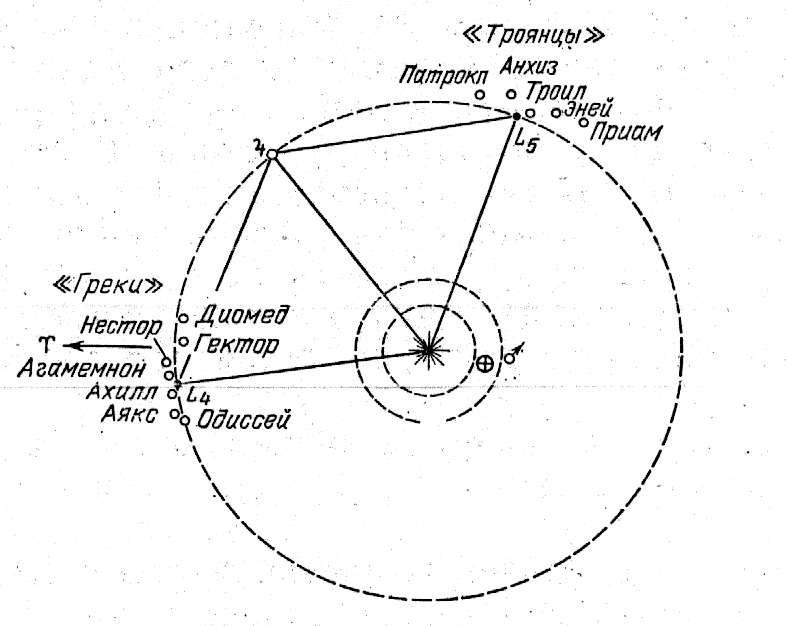 «Троянцы»
Анхиз
Патрокл
Троил
Эней
Приам
♃
L5
«Греки»
Диомед
Нестор
Гектор
♈
Агамемнон
Ахилл
L4
Аякс
Одиссей
⊕
♂